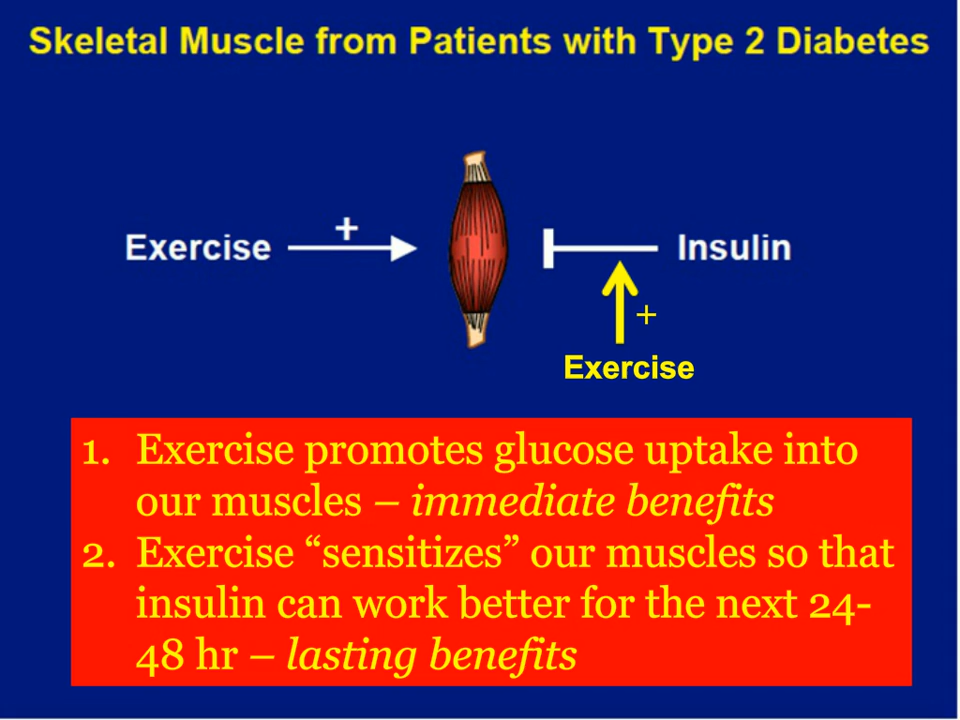 Skeletal Muscle from Patients with Type 2 Diabetes
Exercise
+
Insulin
+
Exercise
1. Exercise promotes glucose uptake into
our muscles – immediate benefits
2. Exercise “sensitizes” our muscles so that
insulin can work better for the next 24-
48 hr – lasting benefits